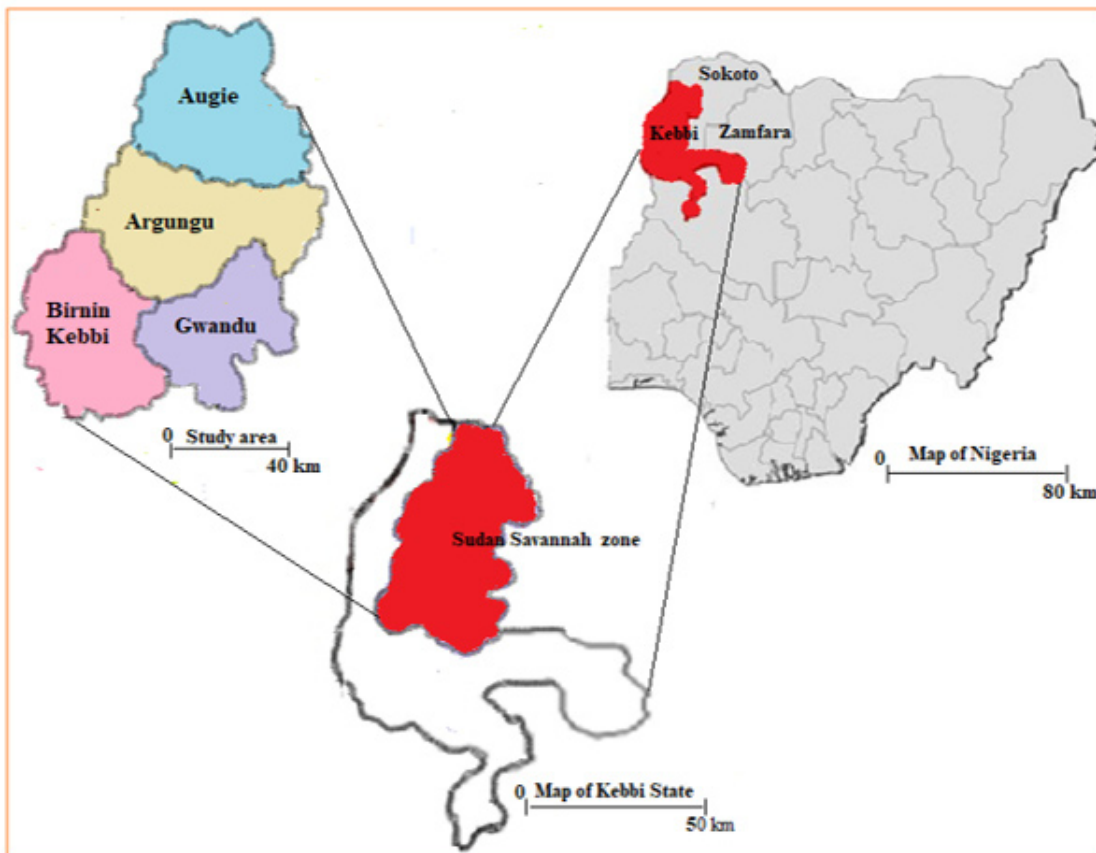 Augie
Argungu
Birnin
Kebbi
Gwandu
0 Study area
40 km
Sokoto
Kebbi
Zamfara
0 Map of Nigeria
80 km
Sudan Savannah zone
0 Map of Kebbi State
50 km